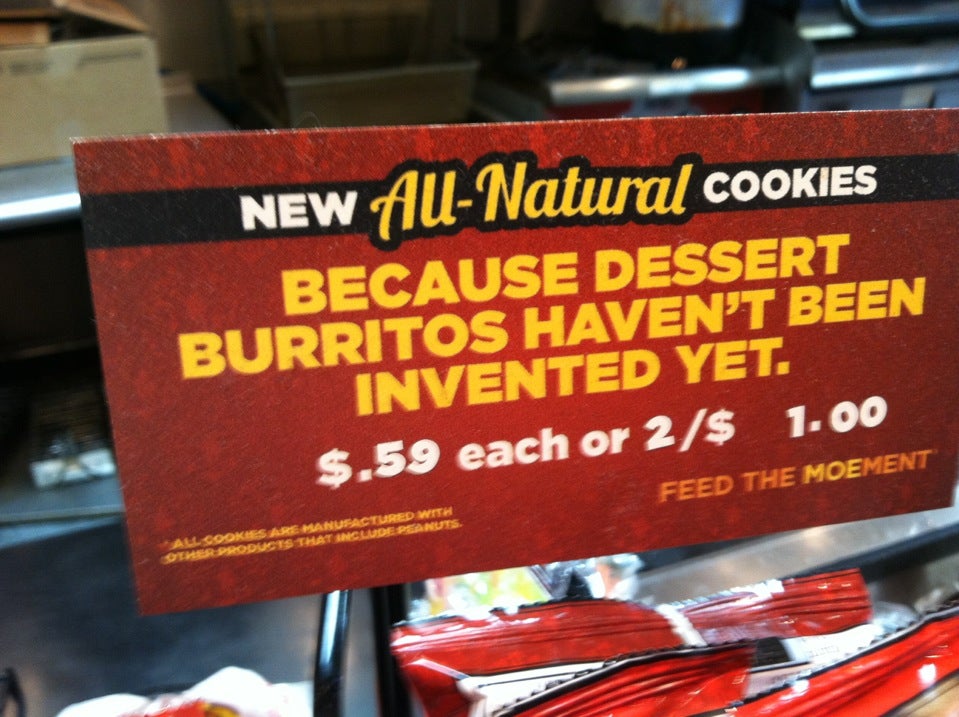 NEW All-Natural COOKIES
BECAUSE DESSERT
BURRITOS HAVEN'T BEEN
INVENTED YET.
$.59 each or 2/$ 1.00
FEED THE MOEMENT
*ALL COOKIES ARE MANUFACTURED WITH
OTHER PRODUCTS THAT INCLUDE PEANUTS.